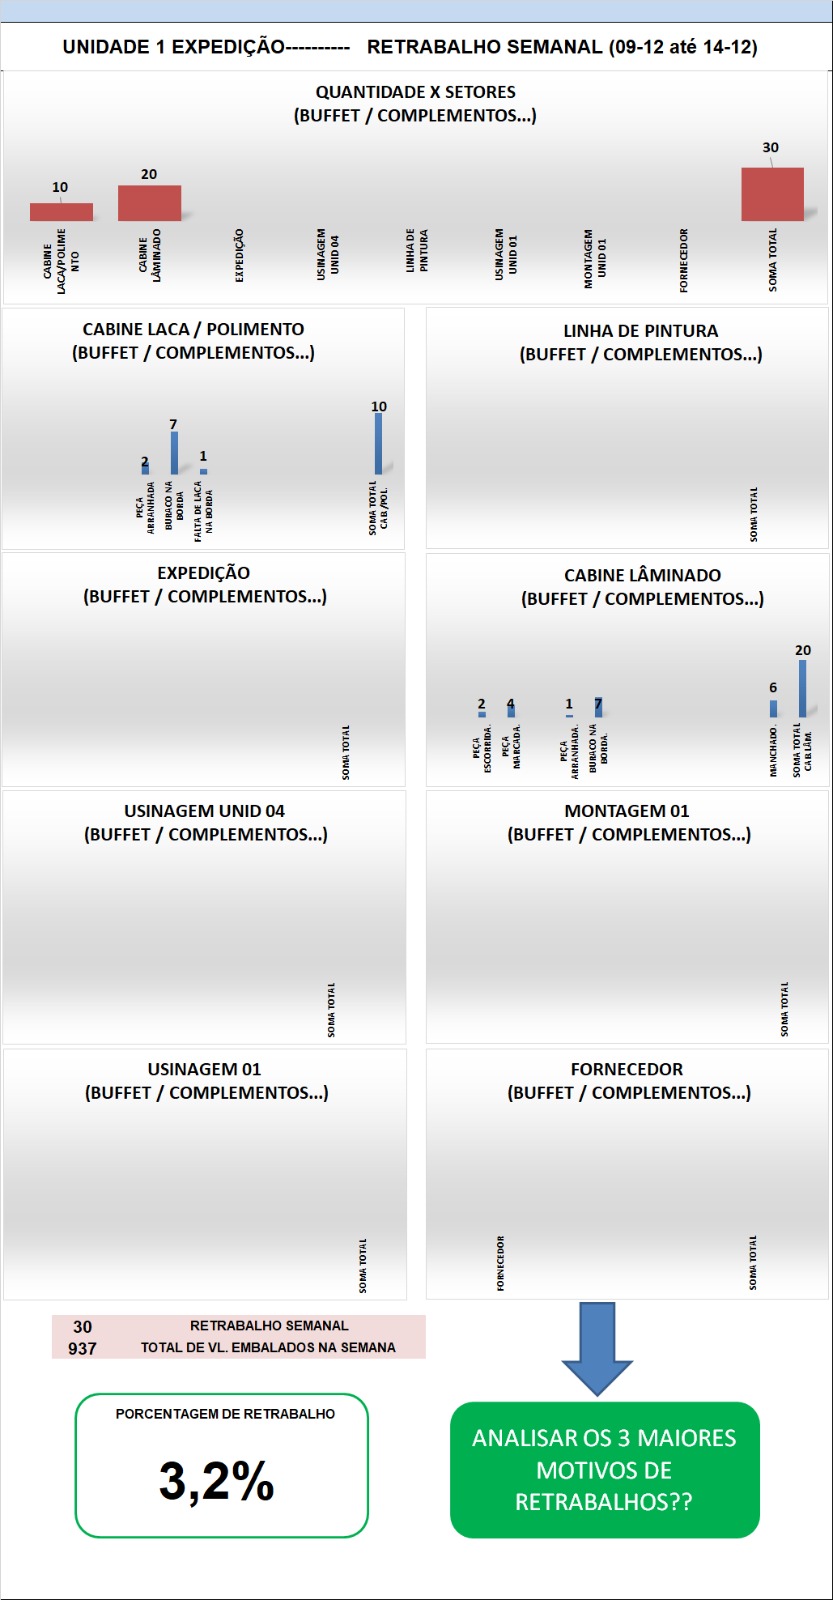 UNIDADE 1 EXPEDIÇÃO---------- RETRABALHO SEMANAL (09-12 até 14-12)
QUANTIDADE X SETORES
(BUFFET / COMPLEMENTOS...)
10
20
30
CABINE
LACA/POLIME
NTO
CABINE
LÂMINADO
EXPEDIÇÃO
USINAGEM
UNID 04
LINHA DE
PINTURA
USINAGEM
UNID 01
MONTAGEM
UNID 01
FORNECEDOR
SOMA TOTAL
CABINE LACA / POLIMENTO
(BUFFET / COMPLEMENTOS...)
2
7
1
10
PEÇA
ARRANHADA
BURACO NA
BORDA
FALTA DE LACA
NA BORDA
SOMA TOTAL
CAB./POL.
LINHA DE PINTURA
(BUFFET / COMPLEMENTOS...)
SOMA TOTAL
EXPEDIÇÃO
(BUFFET / COMPLEMENTOS...)
SOMA TOTAL
CABINE LÂMINADO
(BUFFET / COMPLEMENTOS...)
2
4
1
7
6
20
PEÇA
ESCORRIDA.
PEÇA
MARCADA.
PEÇA
ARRANHADA.
BURACO NA
BORDA.
MANCHADO.
SOMA TOTAL
CAB LÂM.
USINAGEM UNID 04
(BUFFET / COMPLEMENTOS...)
SOMA TOTAL
MONTAGEM 01
(BUFFET / COMPLEMENTOS...)
SOMA TOTAL
USINAGEM 01
(BUFFET / COMPLEMENTOS...)
SOMA TOTAL
FORNECEDOR
(BUFFET / COMPLEMENTOS...)
FORNECEDOR
SOMA TOTAL
30 RETRABALHO SEMANAL
937 TOTAL DE VL. EMBALADOS NA SEMANA
PORCENTAGEM DE RETRABALHO
3,2%
ANALISAR OS 3 MAIORES
MOTIVOS DE
RETRABALHOS??